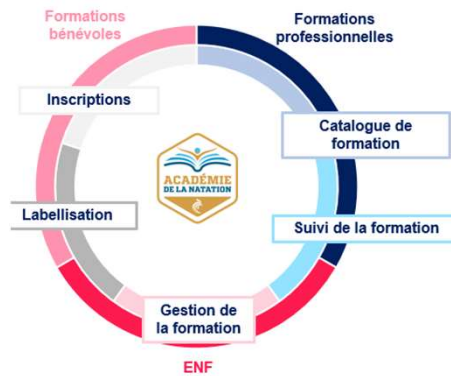 Formations
bénévoles
Formations
professionnelles
Inscriptions
Catalogue de
formation
ACADÉMIE
DE LA NATATION
Labellisation
Suivi de la formation
Gestion de
la formation
ENF